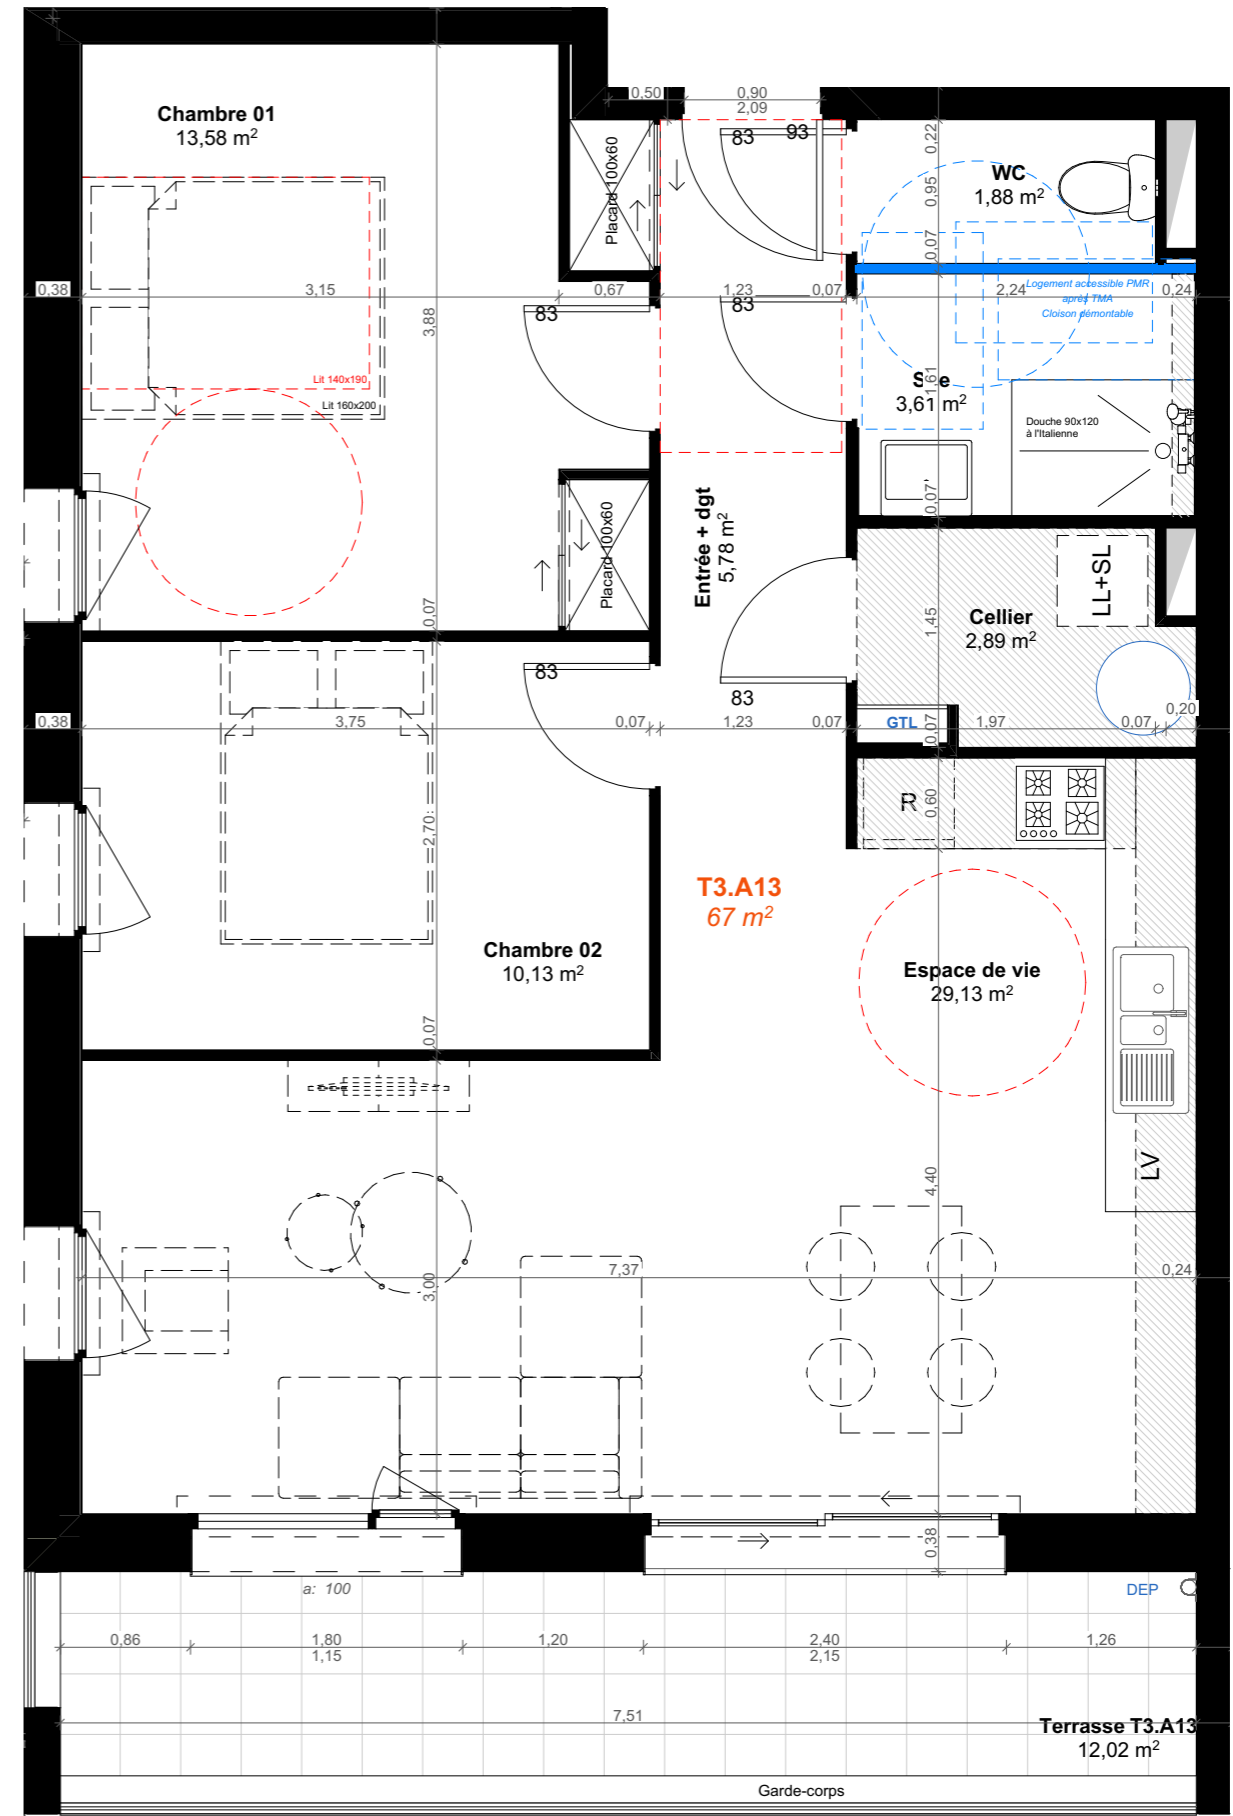 0,50
0,90
2,09
Chambre 01
13,58 m²
Placard 100x60
83
93
0,22
WC
1,88 m²
0,95
0,07
0,38
3,15
0,67
1,23
0,07
2,24
0,24
Logement accessible PMR
après TMA
Cloison démontable
83
83
3,88
Lit 140x190
Lit 160x200
1,61
3,61 m²
Douche 90x120
à l'Italienne
0,07
Entrée + dgt
5,78 m²
Placard 100x60
LL+SL
0,07
1,45
Cellier
2,89 m²
83
83
0,38
3,75
0,07
1,23
0,07
GTL
0,07
1,97
0,07
0,20
R
0,60
2,70
T3.A13
67 m²
Chambre 02
10,13 m²
Espace de vie
29,13 m²
0,07
LV
4,40
7,37
0,24
3,00
0,38
a: 100
DEP
0,86
1,80
1,15
1,20
2,40
2,15
1,26
7,51
Terrasse T3.A13
12,02 m²
Garde-corps